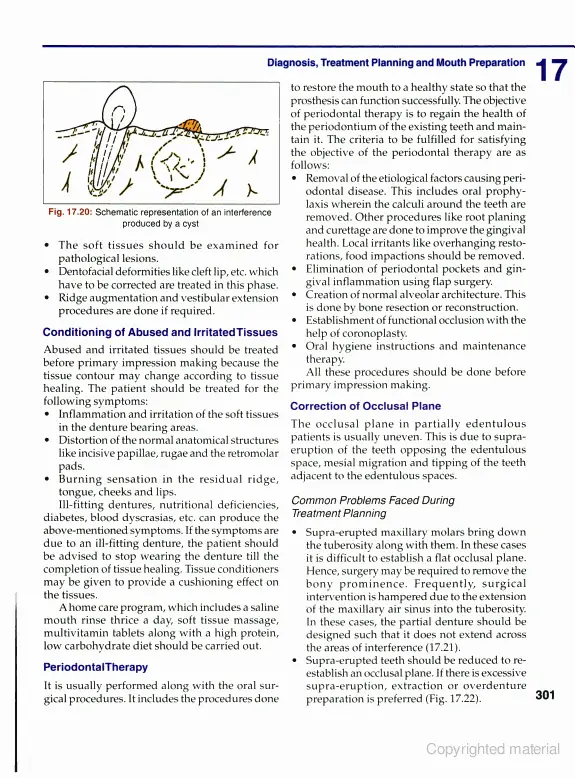 Diagnosis, Treatment Planning and Mouth Preparation 17
Fig. 17.20: Schematic representation of an interference
produced by a cyst
• The soft tissues should be examined for
pathological lesions.
• Dentofacial deformities like cleft lip, etc. which
have to be corrected are treated in this phase.
• Ridge augmentation and vestibular extension
procedures are done if required.
Conditioning of Abused and Irritated Tissues
Abused and irritated tissues should be treated
before primary impression making because the
tissue contour may change according to tissue
healing. The patient should be treated for the
following symptoms:
• Inflammation and irritation of the soft tissues
in the denture bearing areas.
• Distortion of the normal anatomical structures
like incisive papillae, rugae and the retromolar
pads.
• Burning sensation in the residual ridge,
tongue, cheeks and lips.
Ill-fitting dentures, nutritional deficiencies,
diabetes, blood dyscrasias, etc. can produce the
above-mentioned symptoms. If the symptoms are
due to an ill-fitting denture, the patient should
be advised to stop wearing the denture till the
completion of tissue healing. Tissue conditioners
may be given to provide a cushioning effect on
the tissues.
A home care program, which includes a saline
mouth rinse thrice a day, soft tissue massage,
multivitamin tablets along with a high protein,
low carbohydrate diet should be carried out.
Periodontal Therapy
It is usually performed along with the oral sur-
gical procedures. It includes the procedures done
to restore the mouth to a healthy state so that the
prosthesis can function successfully. The objective
of periodontal therapy is to regain the health of
the periodontium of the existing teeth and main-
tain it. The criteria to be fulfilled for satisfying
the objective of the periodontal therapy are as
follows:
• Removal of the etiological factors causing peri-
odontal disease. This includes oral prophy-
laxis wherein the calculi around the teeth are
removed. Other procedures like root planing
and curettage are done to improve the gingival
health. Local irritants like overhanging resto-
rations, food impactions should be removed.
• Elimination of periodontal pockets and gin-
gival inflammation using flap surgery.
• Creation of normal alveolar architecture. This
is done by bone resection or reconstruction.
• Establishment of functional occlusion with the
help of coronoplasty.
• Oral hygiene instructions and maintenance
therapy.
All these procedures should be done before
primary impression making.
Correction of Occlusal Plane
The occlusal plane in partially edentulous
patients is usually uneven. This is due to supra-
eruption of the teeth opposing the edentulous
space, mesial migration and tipping of the teeth
adjacent to the edentulous spaces.
Common Problems Faced During
Treatment Planning
• Supra-erupted maxillary molars bring down
the tuberosity along with them. In these cases
it is difficult to establish a flat occlusal plane.
Hence, surgery may be required to remove the
bony prominence. Frequently, surgical
intervention is hampered due to the extension
of the maxillary air sinus into the tuberosity.
In these cases, the partial denture should be
designed such that it does not extend across
the areas of interference (17.21).
• Supra-erupted teeth should be reduced to re-
establish an occlusal plane. If there is excessive
supra-eruption, extraction or overdenture
preparation is preferred (Fig. 17.22).
301
Copyrighted material